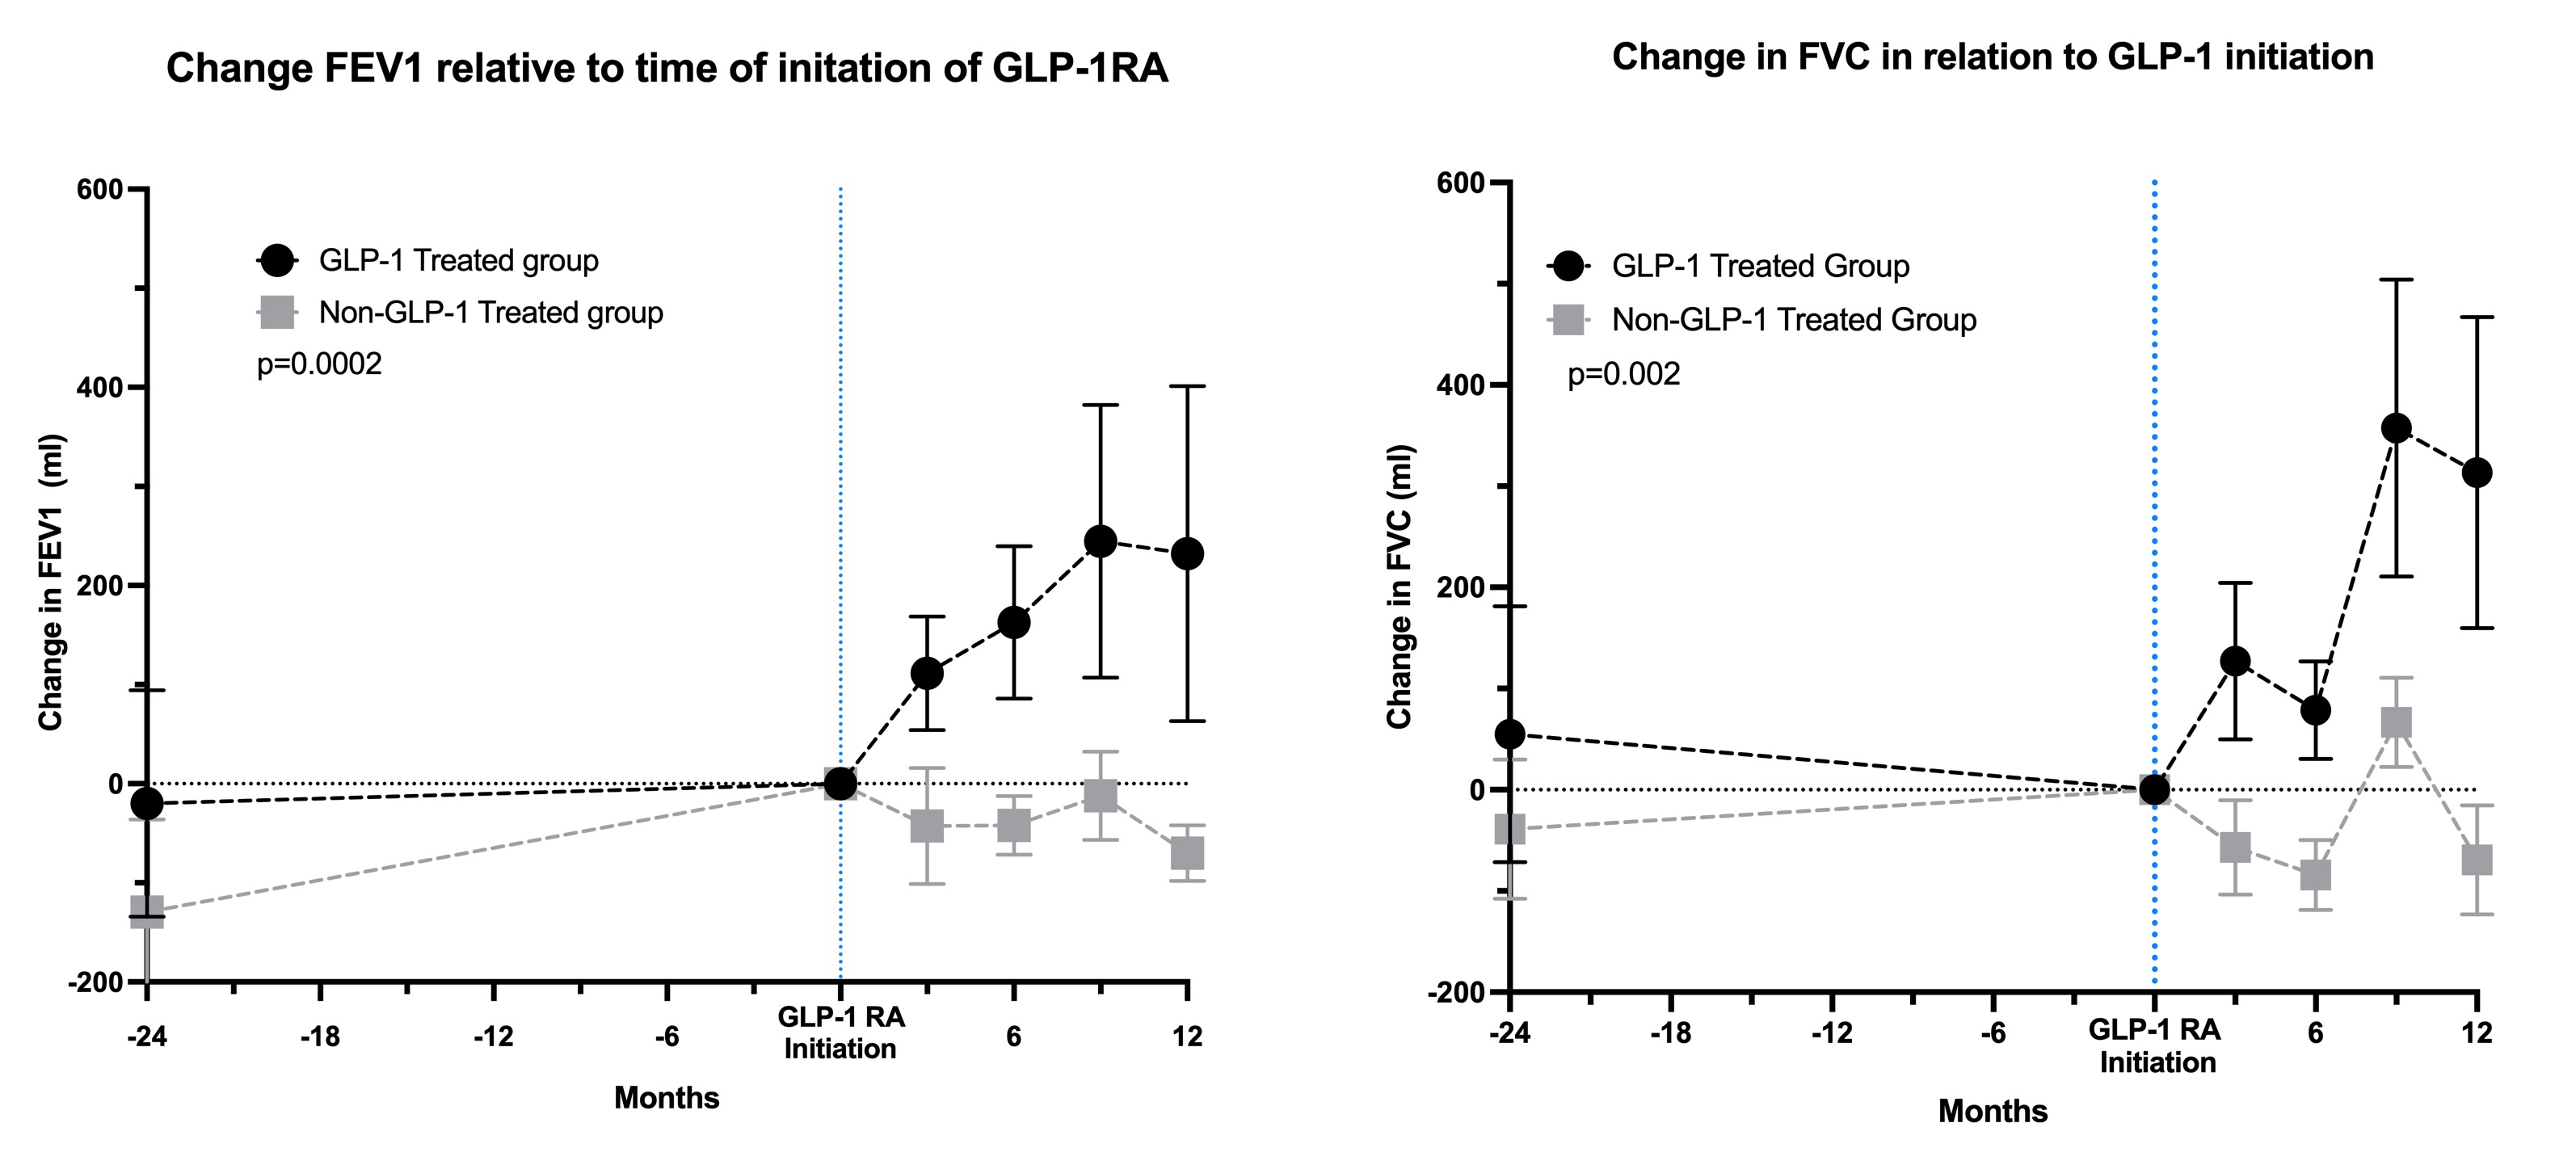 Change FEV1 relative to time of initation of GLP-1RA
600
400
200
0
-200
Change in FEV1 (ml)
GLP-1 Treated group
Non-GLP-1 Treated group
p=0.0002
-24
-18
-12
-6
GLP-1 RA
Initiation
6
12
Months
Change in FVC in relation to GLP-1 initiation
600
400
200
0
-200
Change in FVC (ml)
GLP-1 Treated Group
Non-GLP-1 Treated Group
p=0.002
-24
-18
-12
-6
GLP-1 RA
Initiation
6
12
Months